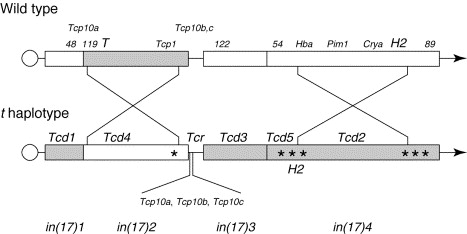 Wild type
Tcp10a Tcp10b,c
48 119 T Tcp1 122 54 Hba Pim1 Crya H2 89
t haplotype
Tcd1 Tcd4 Tcr Tcd3 Tcd5 Tcd2
* * * * * * *
H2
Tcp10a, Tcp10b, Tcp10c
in(17)1 in(17)2 in(17)3 in(17)4